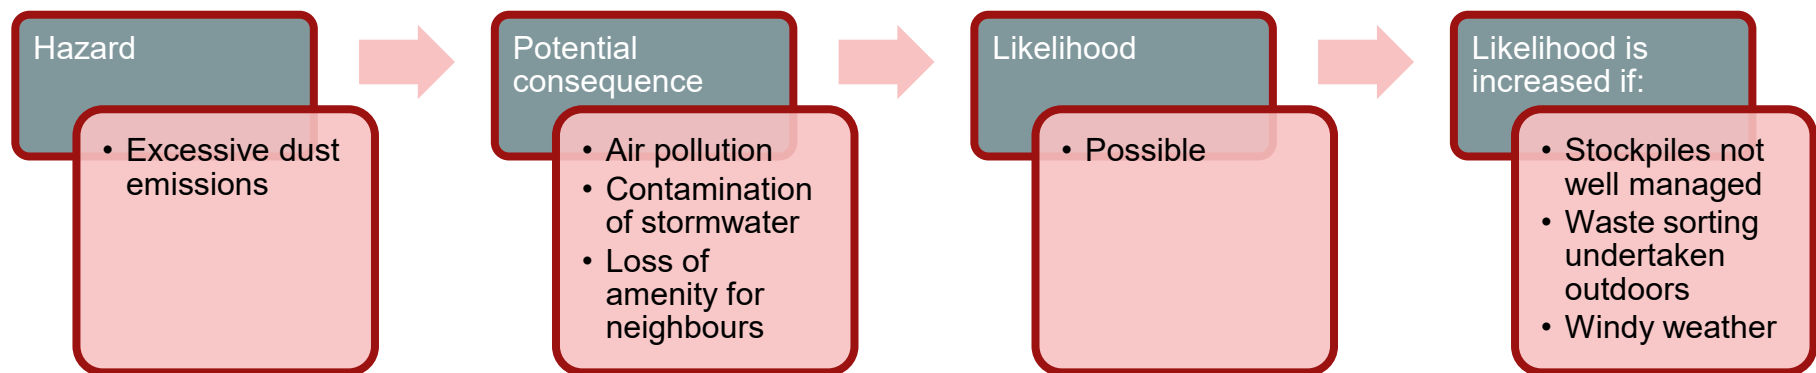 Hazard
• Excessive dust
emissions
Potential
consequence
• Air pollution
• Contamination
of stormwater
• Loss of
amenity for
neighbours
Likelihood
• Possible
Likelihood is
increased if:
• Stockpiles not
well managed
• Waste sorting
undertaken
outdoors
• Windy weather